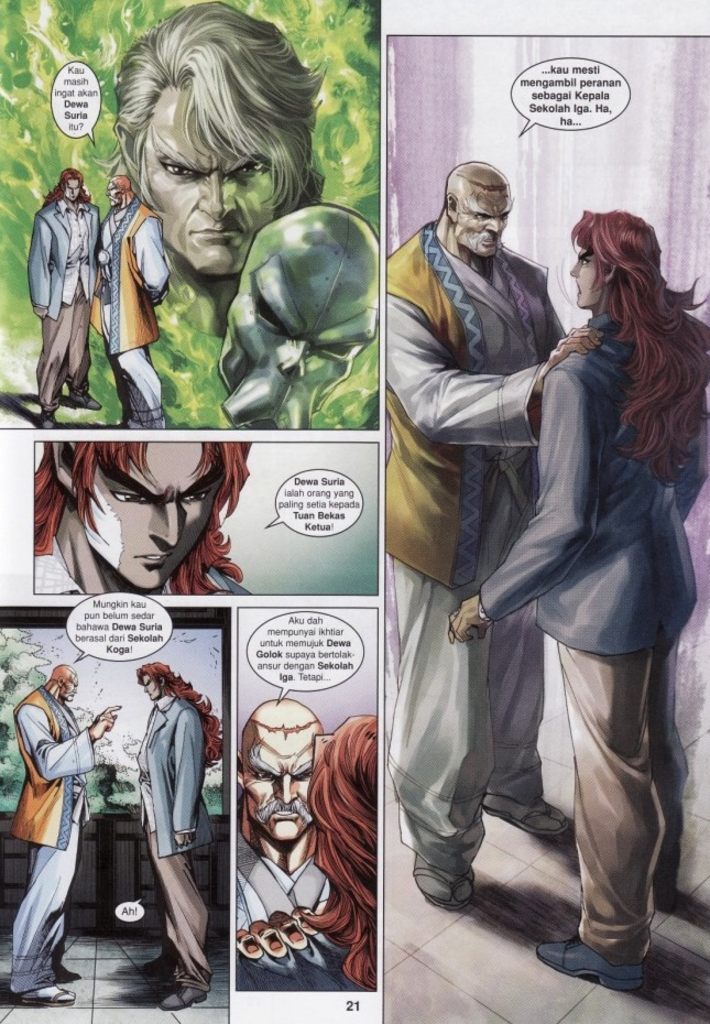 Kau
masih
ingat akan
Dewa
Suria
itu?
Dewa Suria
ialah orang yang
paling setia kepada
Tuan Bekas
Ketua!
Mungkin kau
pun belum sedar
bahawa Dewa Suria
berasal dari Sekolah
Koga!
Ah!
Aku dah
mempunyai ikhtiar
untuk memujuk Dewa
Golok supaya bertolak-
ansur dengan Sekolah
Iga. Tetapi...
...kau mesti
mengambil peranan
sebagai Kepala
Sekolah Iga. Ha,
ha...
21